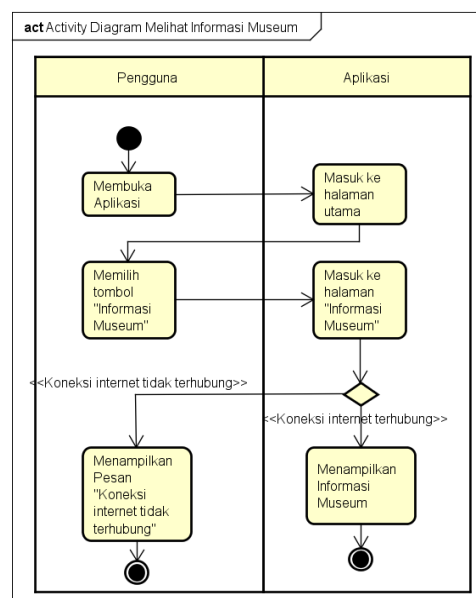 act Activity Diagram Melihat Informasi Museum
Pengguna
Aplikasi
Membuka
Aplikasi
Masuk ke
halaman
utama
Memilih
tombol
"Informasi
Museum"
Masuk ke
halaman
"Informasi
Museum"
<<Koneksi internet tidak terhubung>>
<<Koneksi internet terhubung>>
Menampilkan
Pesan
"Koneksi
internet tidak
terhubung"
Menampilkan
Informasi
Museum